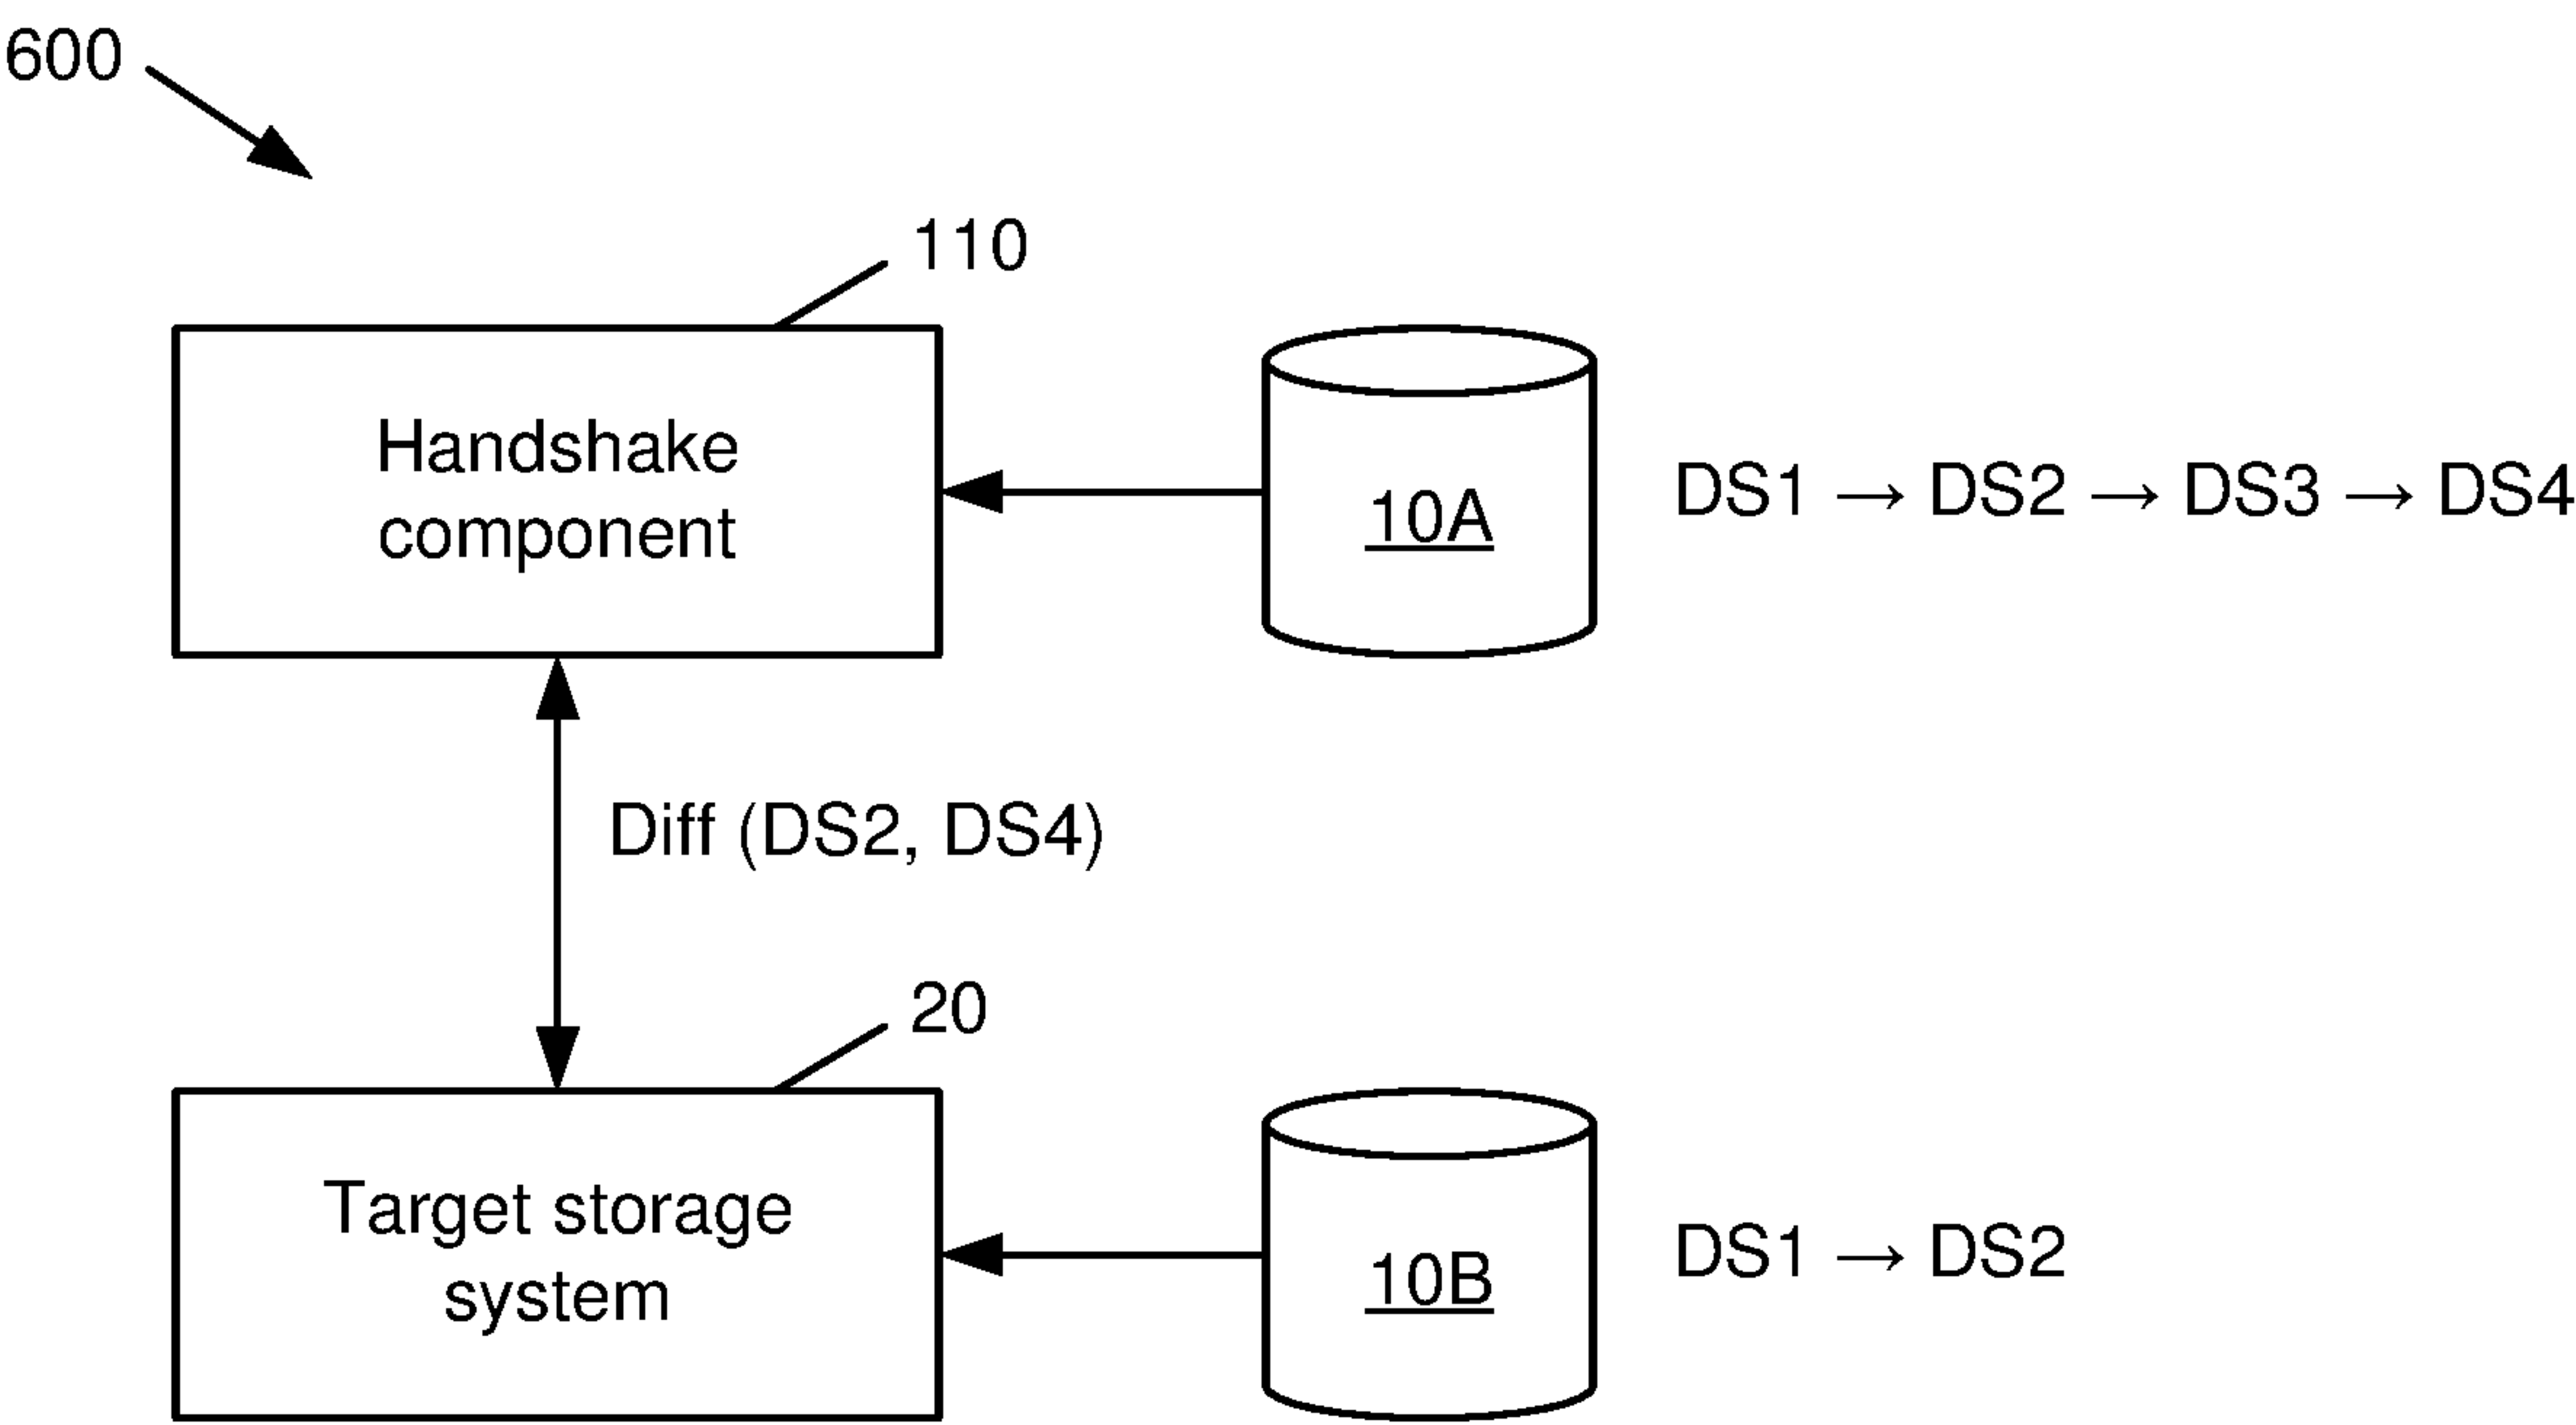 600
110
Handshake
component
10A
DS1 → DS2 → DS3 → DS4
Diff (DS2, DS4)
20
Target storage
system
10B
DS1 → DS2